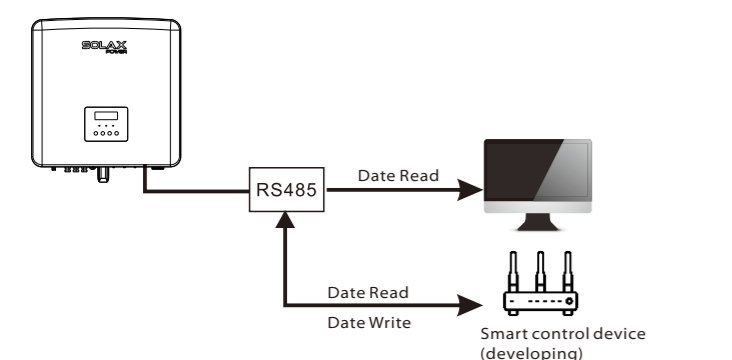 SOLAX
POWER
RS485
Date Read
Date Read
Date Write
Smart control device
(developing)